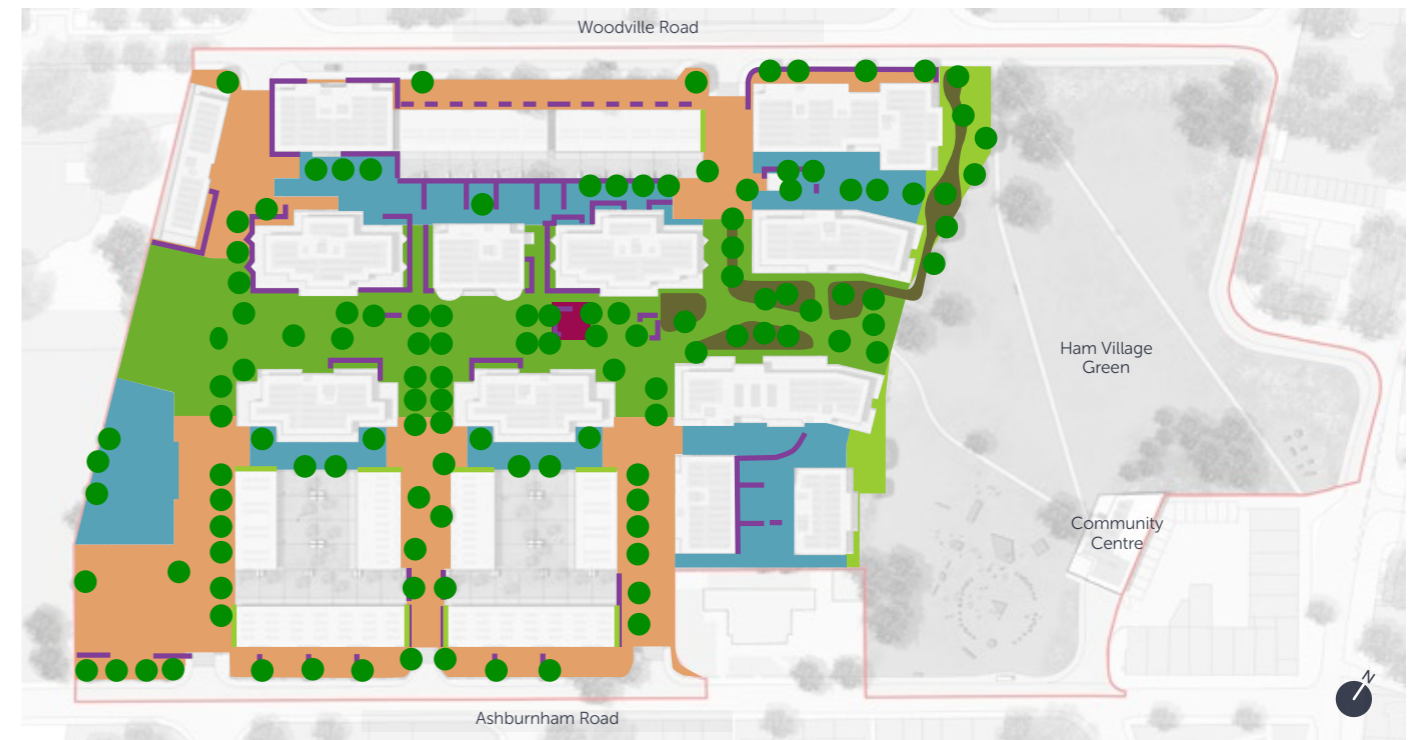 Woodville Road
Ham Village
Green
Community
Centre
N
Ashburnham Road